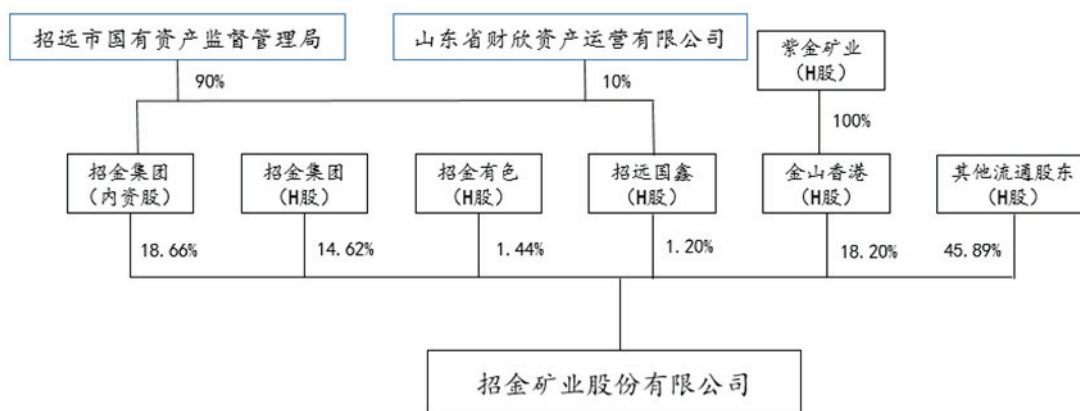 招远市国有资产监督管理局
山东省财欣资产运营有限公司
紫金矿业
(H股)
90%
10%
100%
招金集团
(内资股)
招金集团
(H股)
招金有色
(H股)
招远国鑫
(H股)
金山香港
(H股)
其他流通股东
(H股)
18.66%
14.62%
1.44%
1.20%
18.20%
45.89%
招金矿业股份有限公司